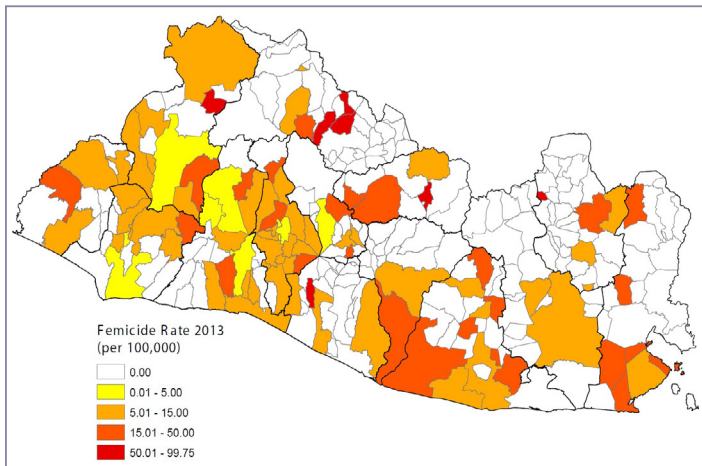 Femicide Rate 2013
(per 100,000)
0.00
0.01 - 5.00
5.01 - 15.00
15.01 - 50.00
50.01 - 99.75